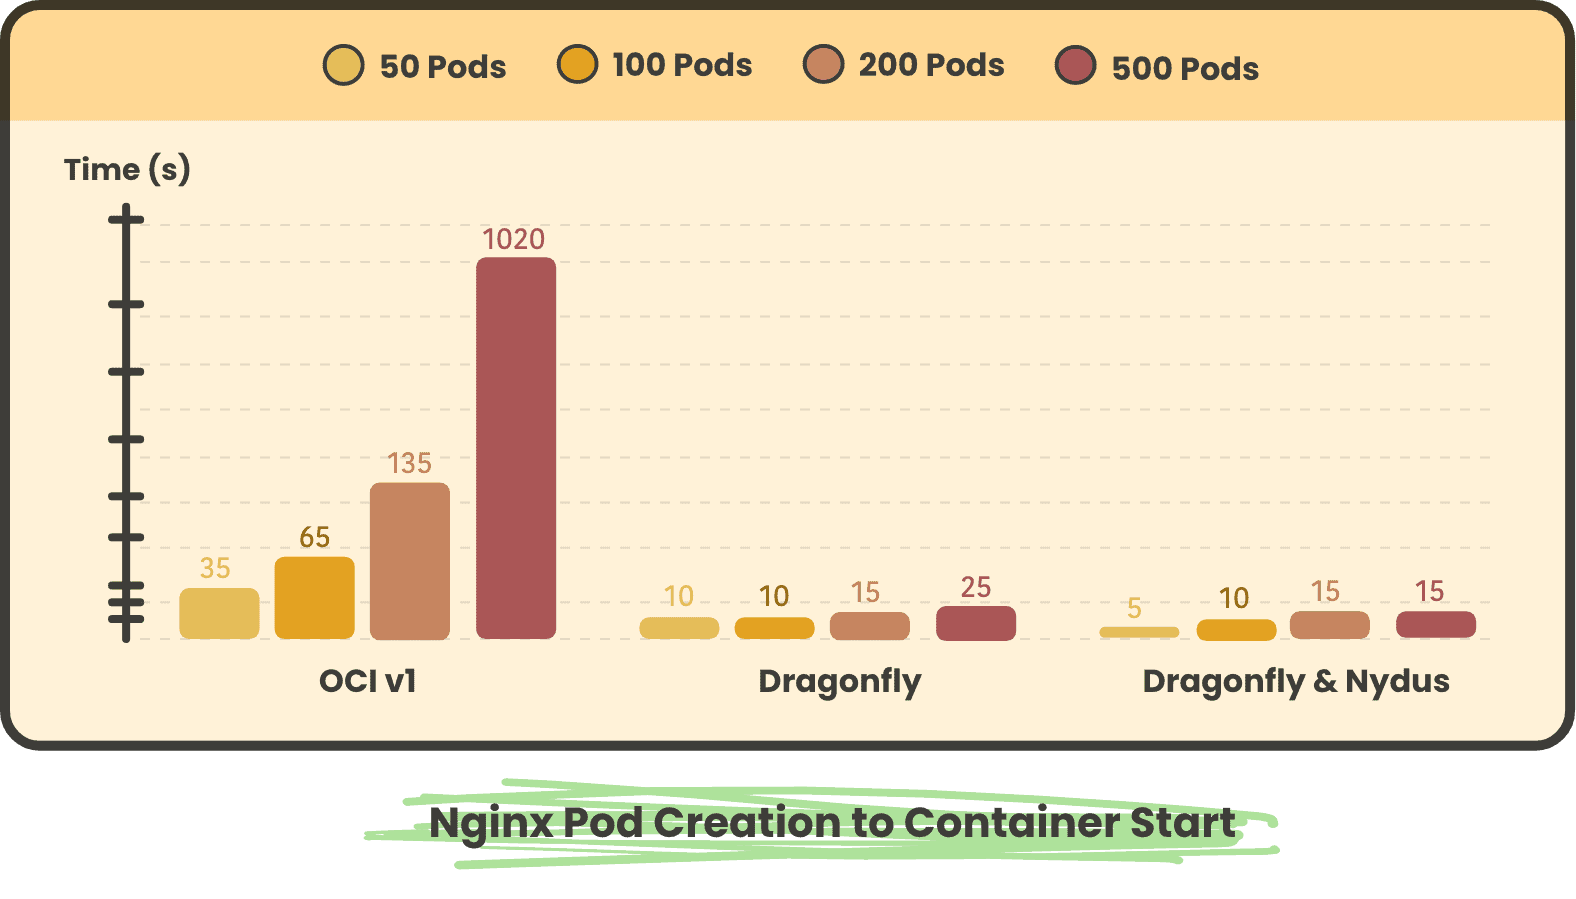 50 Pods 100 Pods 200 Pods 500 Pods
Time (s)
1020
135
65
35
10 10 15 25
5 10 15 15
OCI v1 Dragonfly Dragonfly & Nydus
Nginx Pod Creation to Container Start